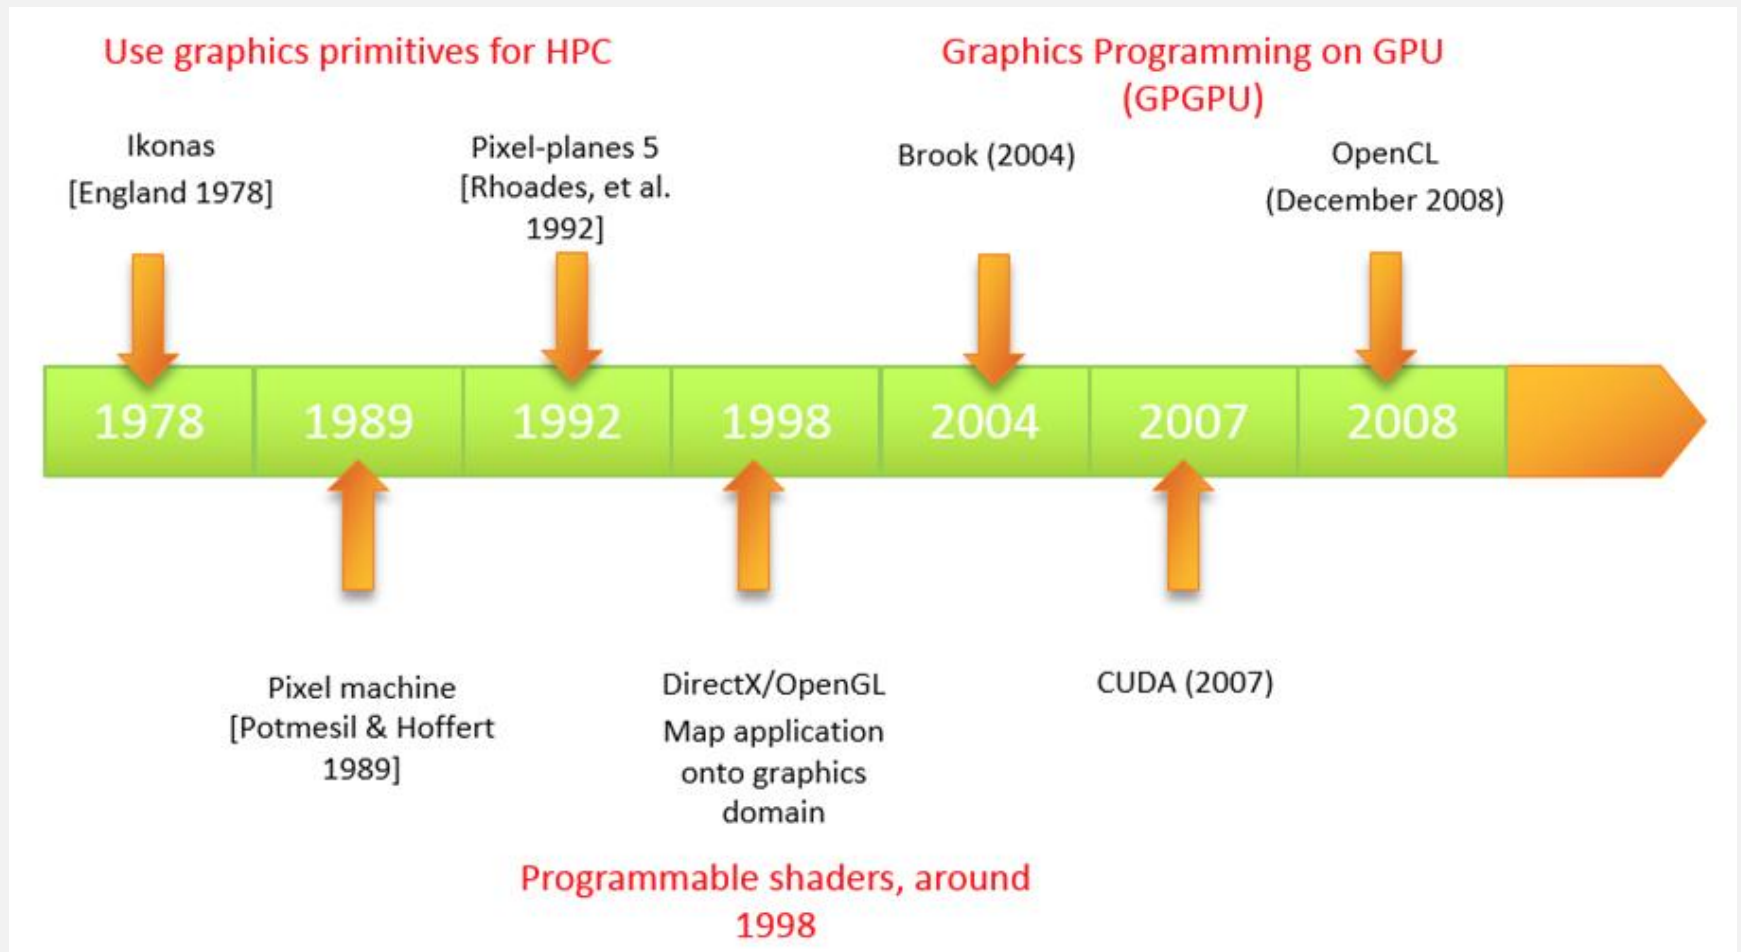 Use graphics primitives for HPC
Graphics Programming on GPU
(GPGPU)
Ikonas
[England 1978]
Pixel-planes 5
[Rhoades, et al.
1992]
Brook (2004)
OpenCL
(December 2008)
1978
1989
1992
1998
2004
2007
2008
Pixel machine
[Potmesil & Hoffert
1989]
DirectX/OpenGL
Map application
onto graphics
domain
CUDA (2007)
Programmable shaders, around
1998